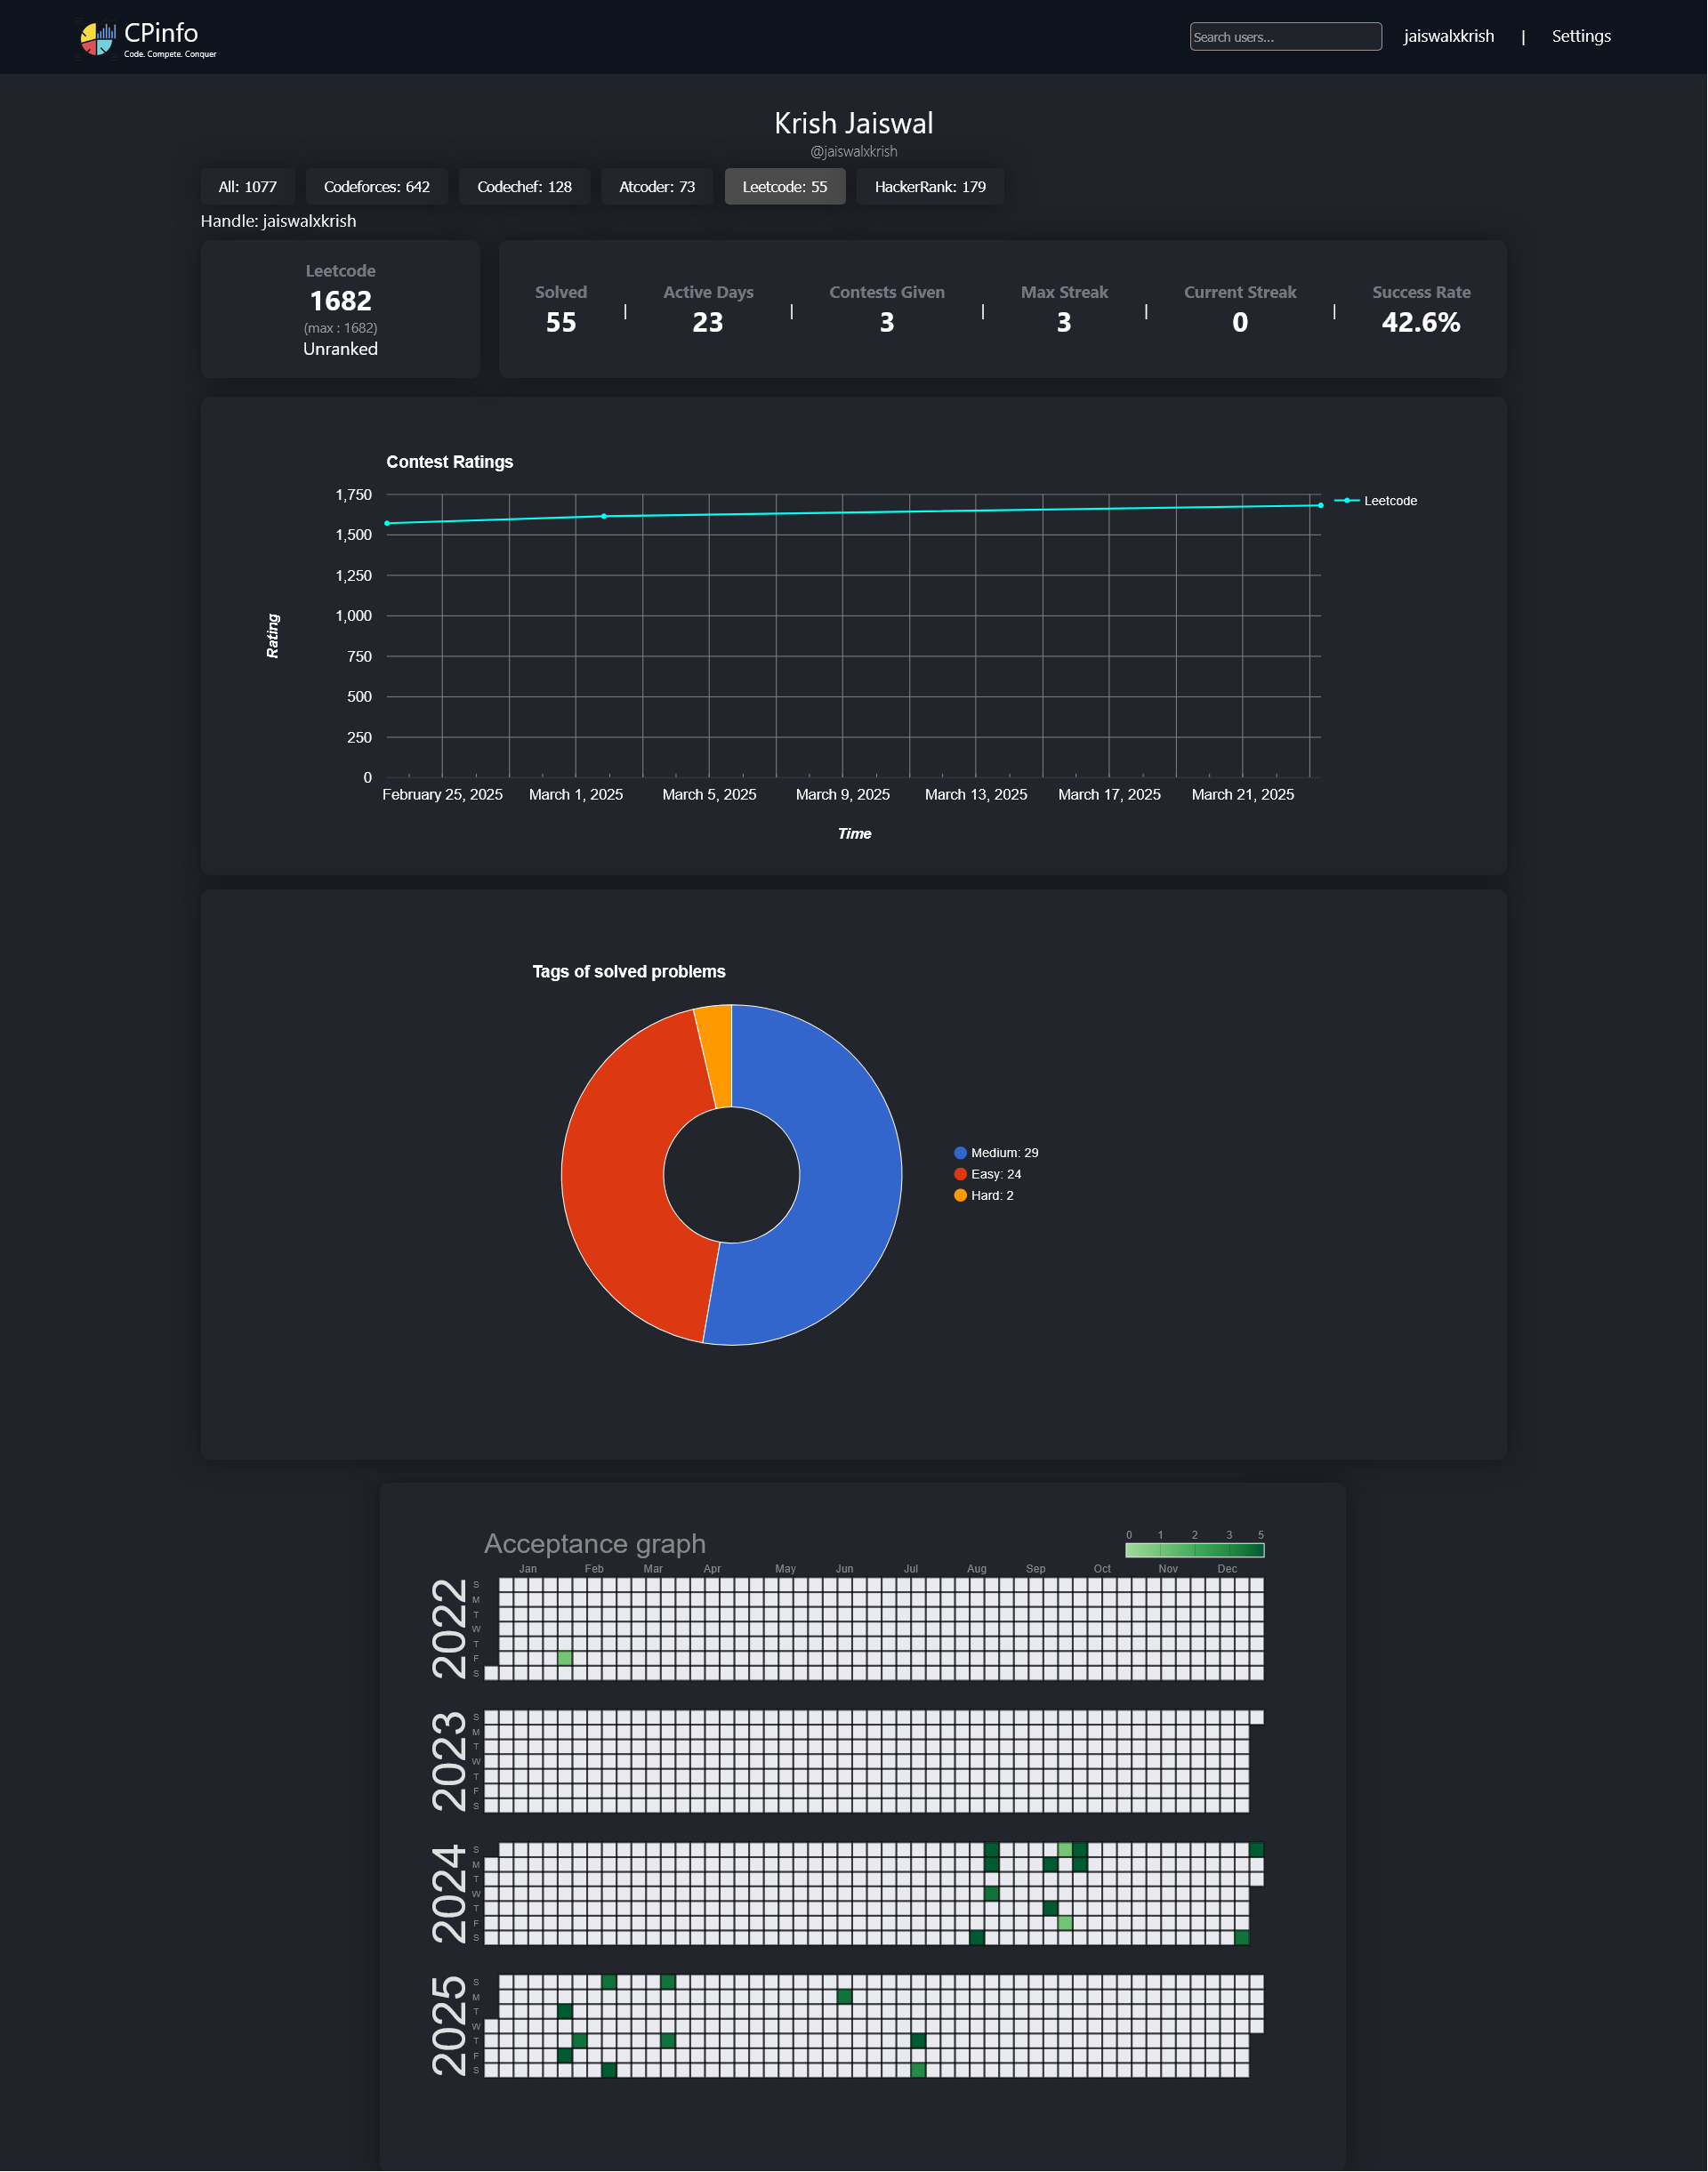 CPinfo
Code. Compete. Conquer
Search users...
jaiswalxkrish | Settings
Krish Jaiswal
@jaiswalxkrish
All: 1077
Codeforces: 642
Codechef: 128
Atcoder: 73
Leetcode: 55
HackerRank: 179
Handle: jaiswalxkrish
Leetcode
1682
(max : 1682)
Unranked
Solved
55
|
Active Days
23
|
Contests Given
3
|
Max Streak
3
|
Current Streak
0
|
Success Rate
42.6%
Contest Ratings
Leetcode
1,750
1,500
1,250
1,000
750
500
250
0
Rating
February 25, 2025
March 1, 2025
March 5, 2025
March 9, 2025
March 13, 2025
March 17, 2025
March 21, 2025
Time
Tags of solved problems
Medium: 29
Easy: 24
Hard: 2
Acceptance graph
0 1 2 3 5
Jan Feb Mar Apr May Jun Jul Aug Sep Oct Nov Dec
2022
S
M
T
W
T
F
S
2023
S
M
T
W
T
F
S
2024
S
M
T
W
T
F
S
2025
S
M
T
W
T
F
S